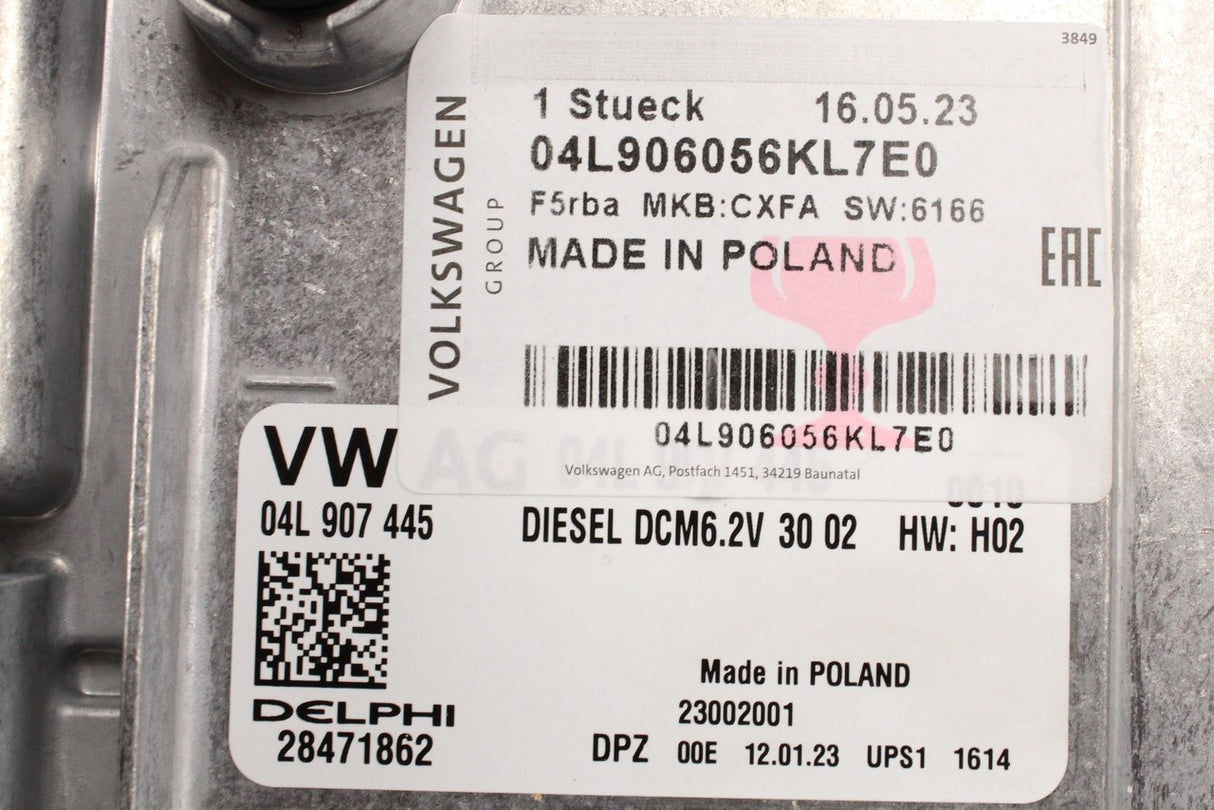 3849
VOLKSWAGEN
GROUP
1 Stueck 16.05.23
04L906056KL7E0
F5rba MKB:CXFA SW:6166
MADE IN POLAND
EAC
04L906056KL7E0
Volkswagen AG, Postfach 1451, 34219 Baunatal
VW AG
04L 907 445 DIESEL DCM6.2V 30 02 HW: H02
Made in POLAND
23002001
DELPHI
28471862
DPZ 00E 12.01.23 UPS1 1614